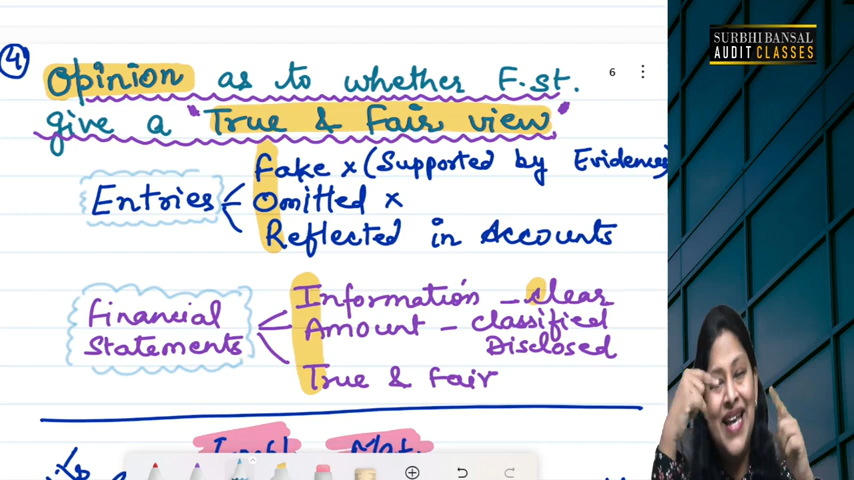 SURBHI BANSAL
AUDIT CLASSES
6
4
Opinion as to whether F.st.
give a "True & Fair view"
Entries
Fake x (Supported by Evidences)
Omitted x
Reflected in Accounts
Financial
Statements
Information - clear
Amount - Classified
Disclosed
True & Fair